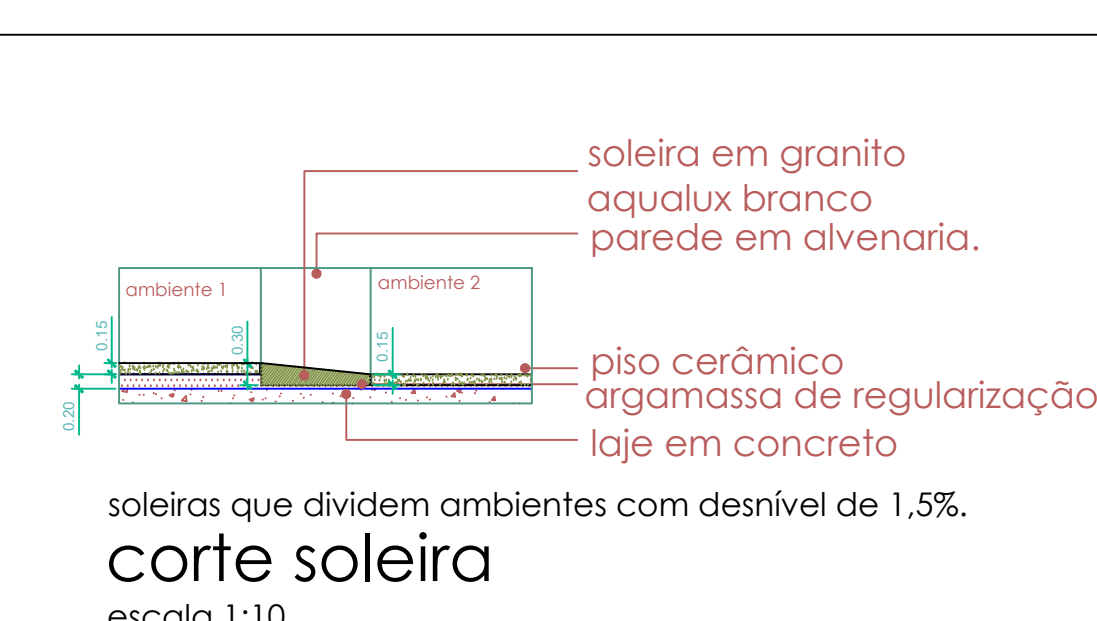 soleira em granito
aqualux branco
parede em alvenaria.
ambiente 1
ambiente 2
0.15
0.30
0.15
0.20
piso cerâmico
argamassa de regularização
laje em concreto
soleiras que dividem ambientes com desnível de 1,5%.
corte soleira
escala 1:10